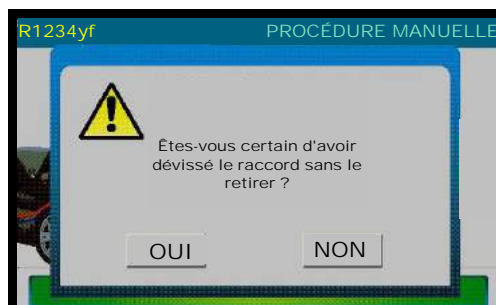 R1234yf PROCÉDURE MANUELLE
Êtes-vous certain d'avoir
dévissé le raccord sans le
retirer ?
OUI NON